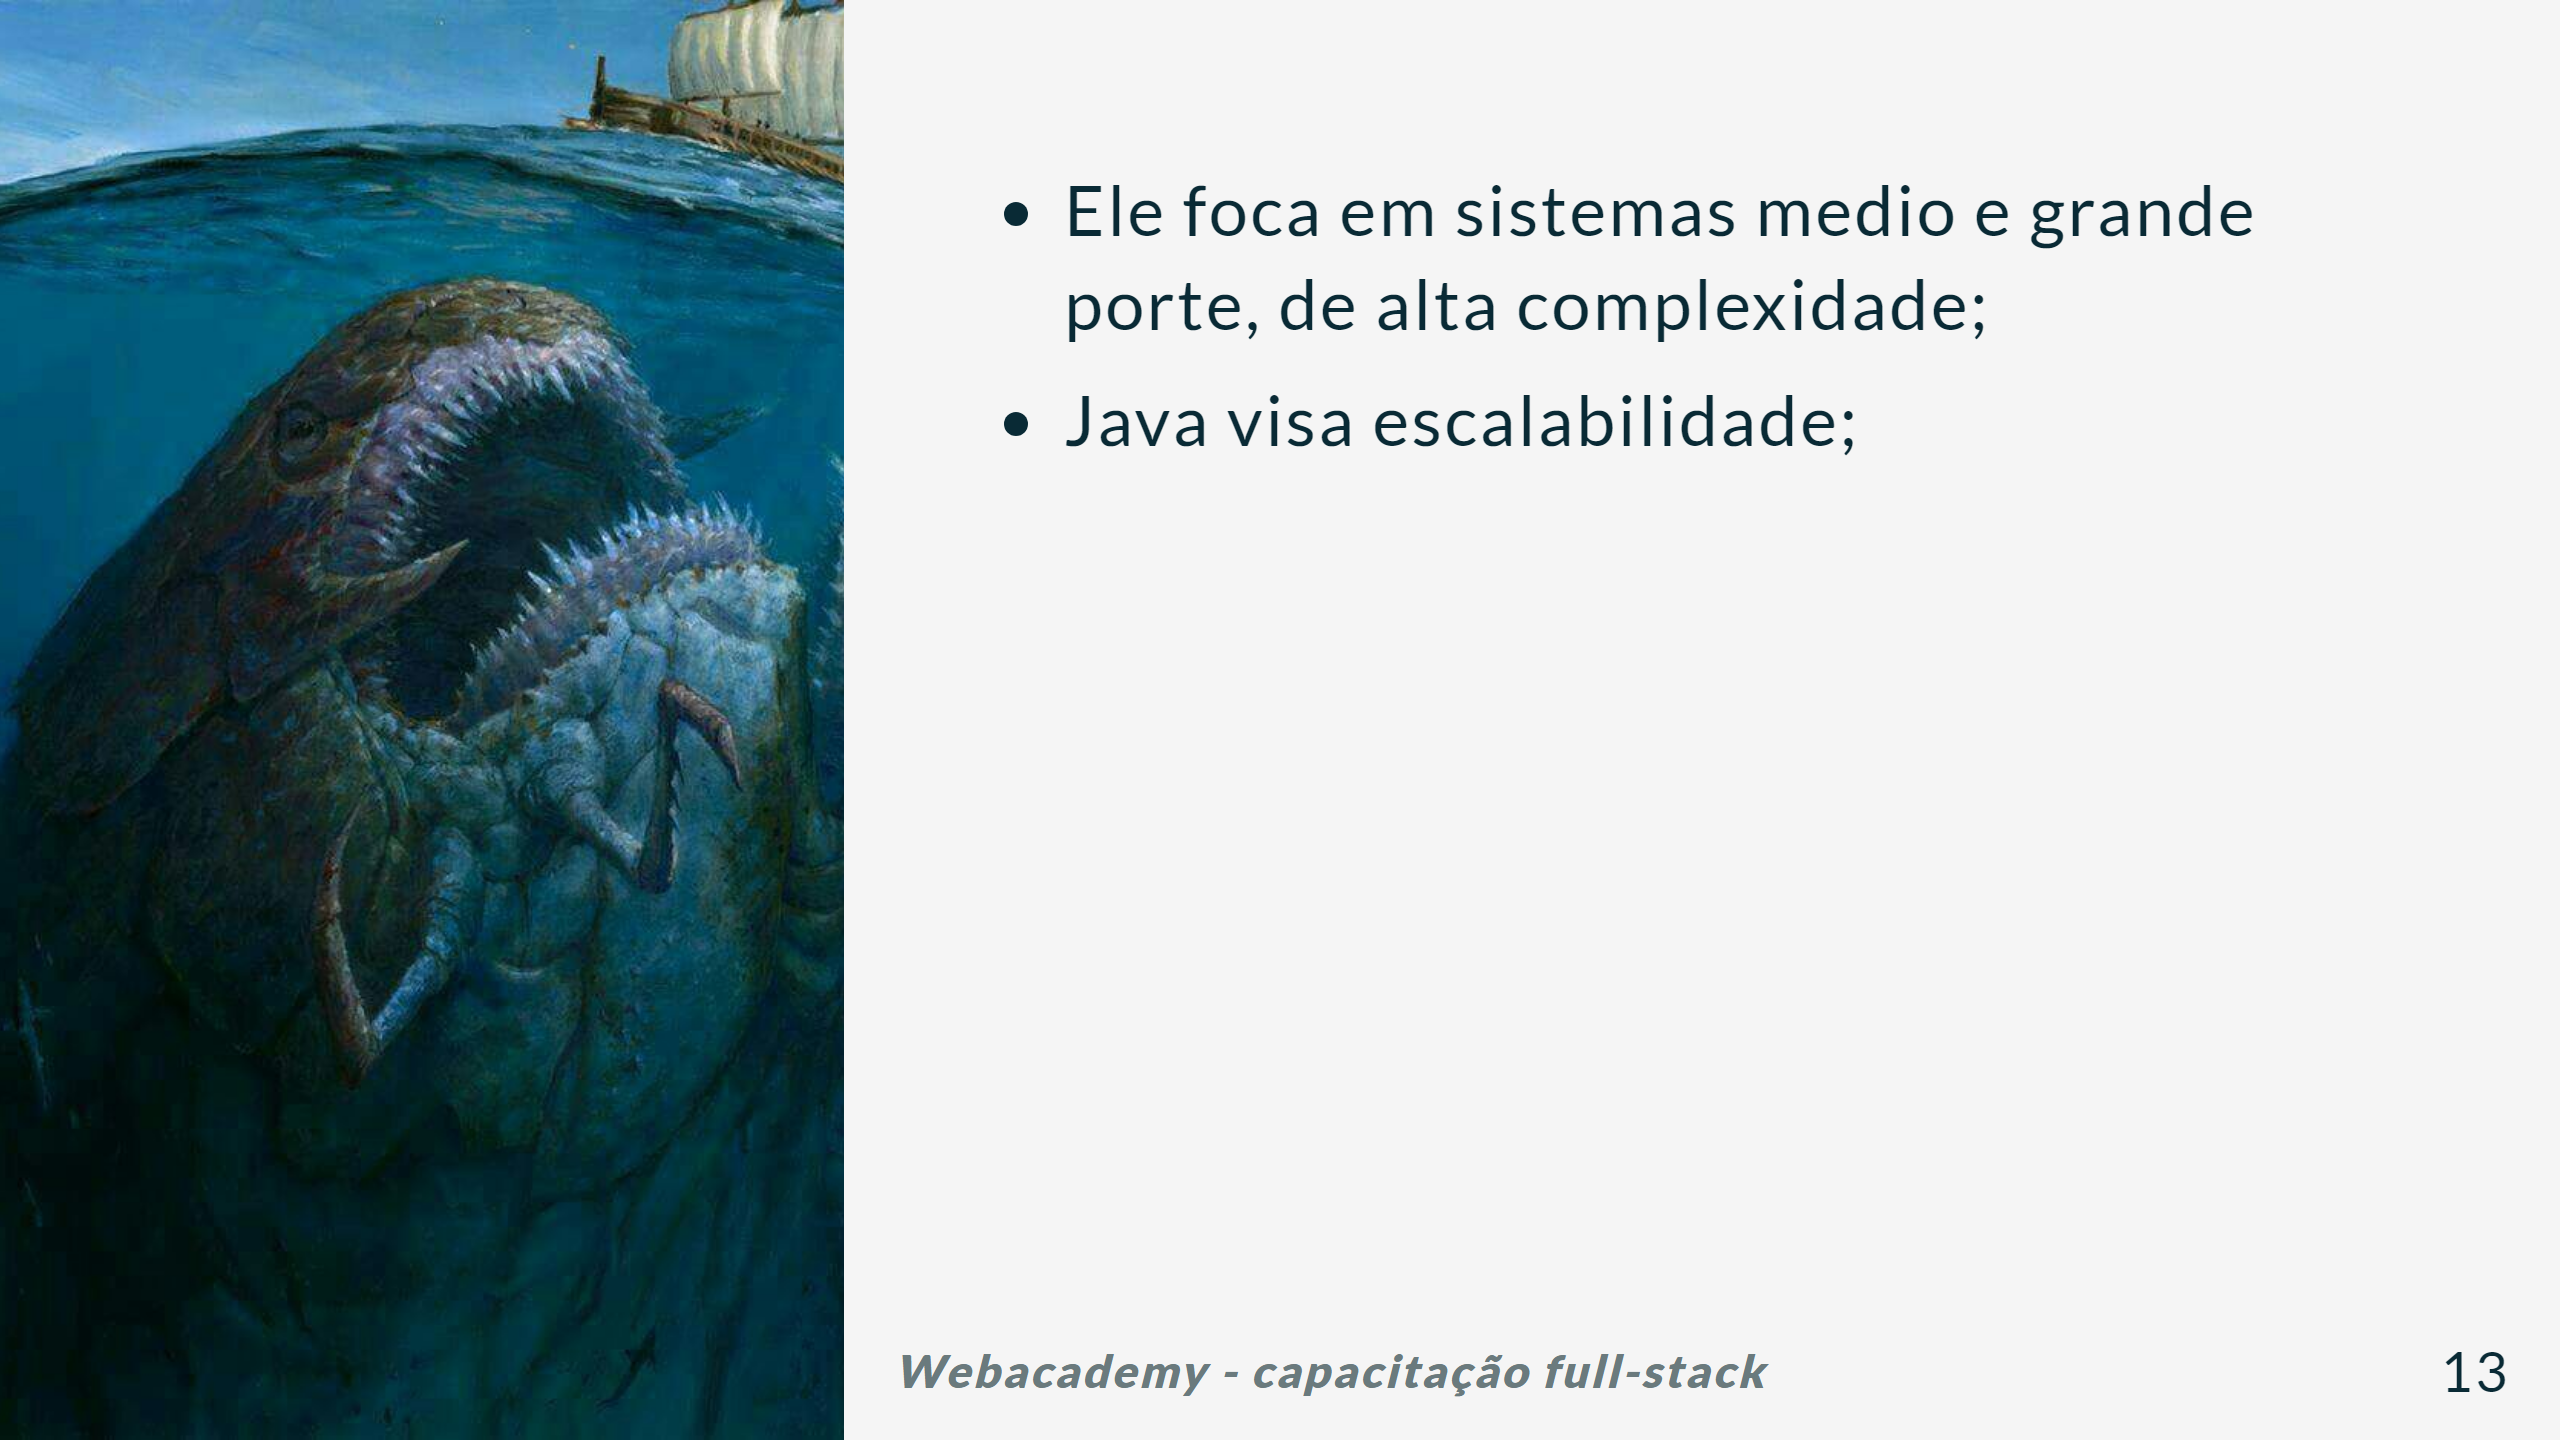 • Ele foca em sistemas medio e grande
porte, de alta complexidade;
• Java visa escalabilidade;
Webacademy - capacitação full-stack
13